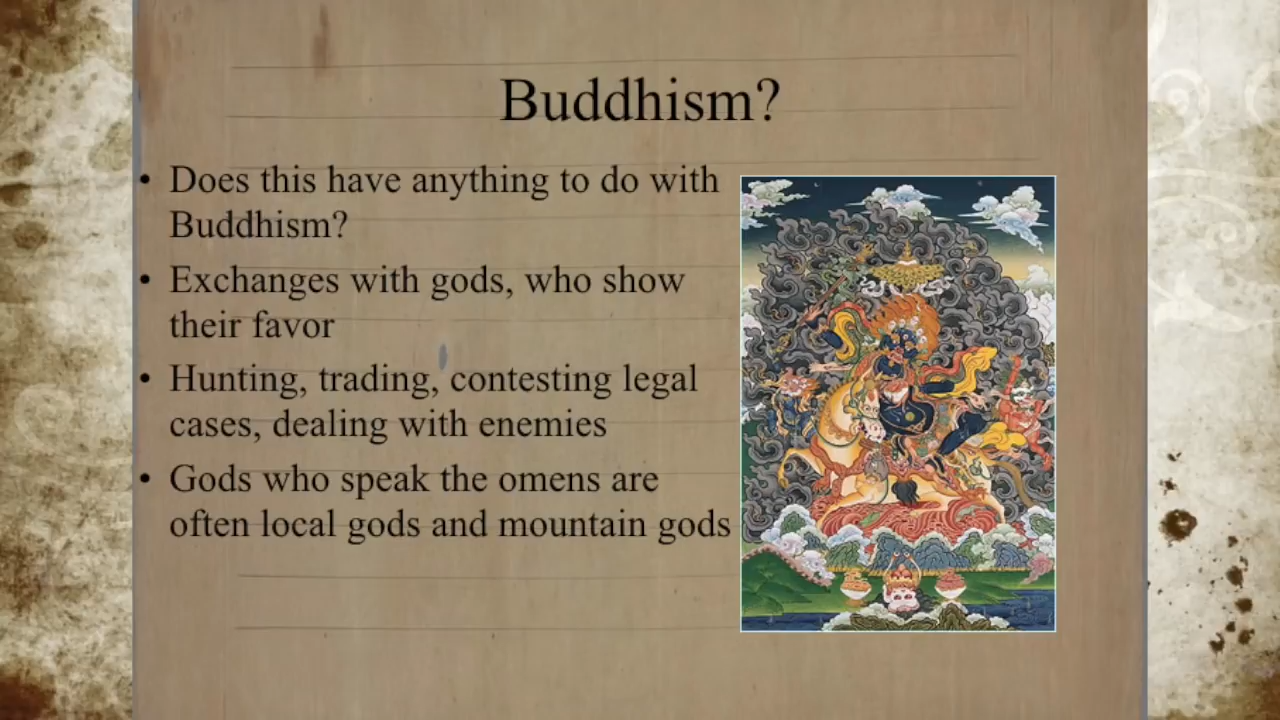 Buddhism?
• Does this have anything to do with
Buddhism?
• Exchanges with gods, who show
their favor
• Hunting, trading, contesting legal
cases, dealing with enemies
• Gods who speak the omens are
often local gods and mountain gods